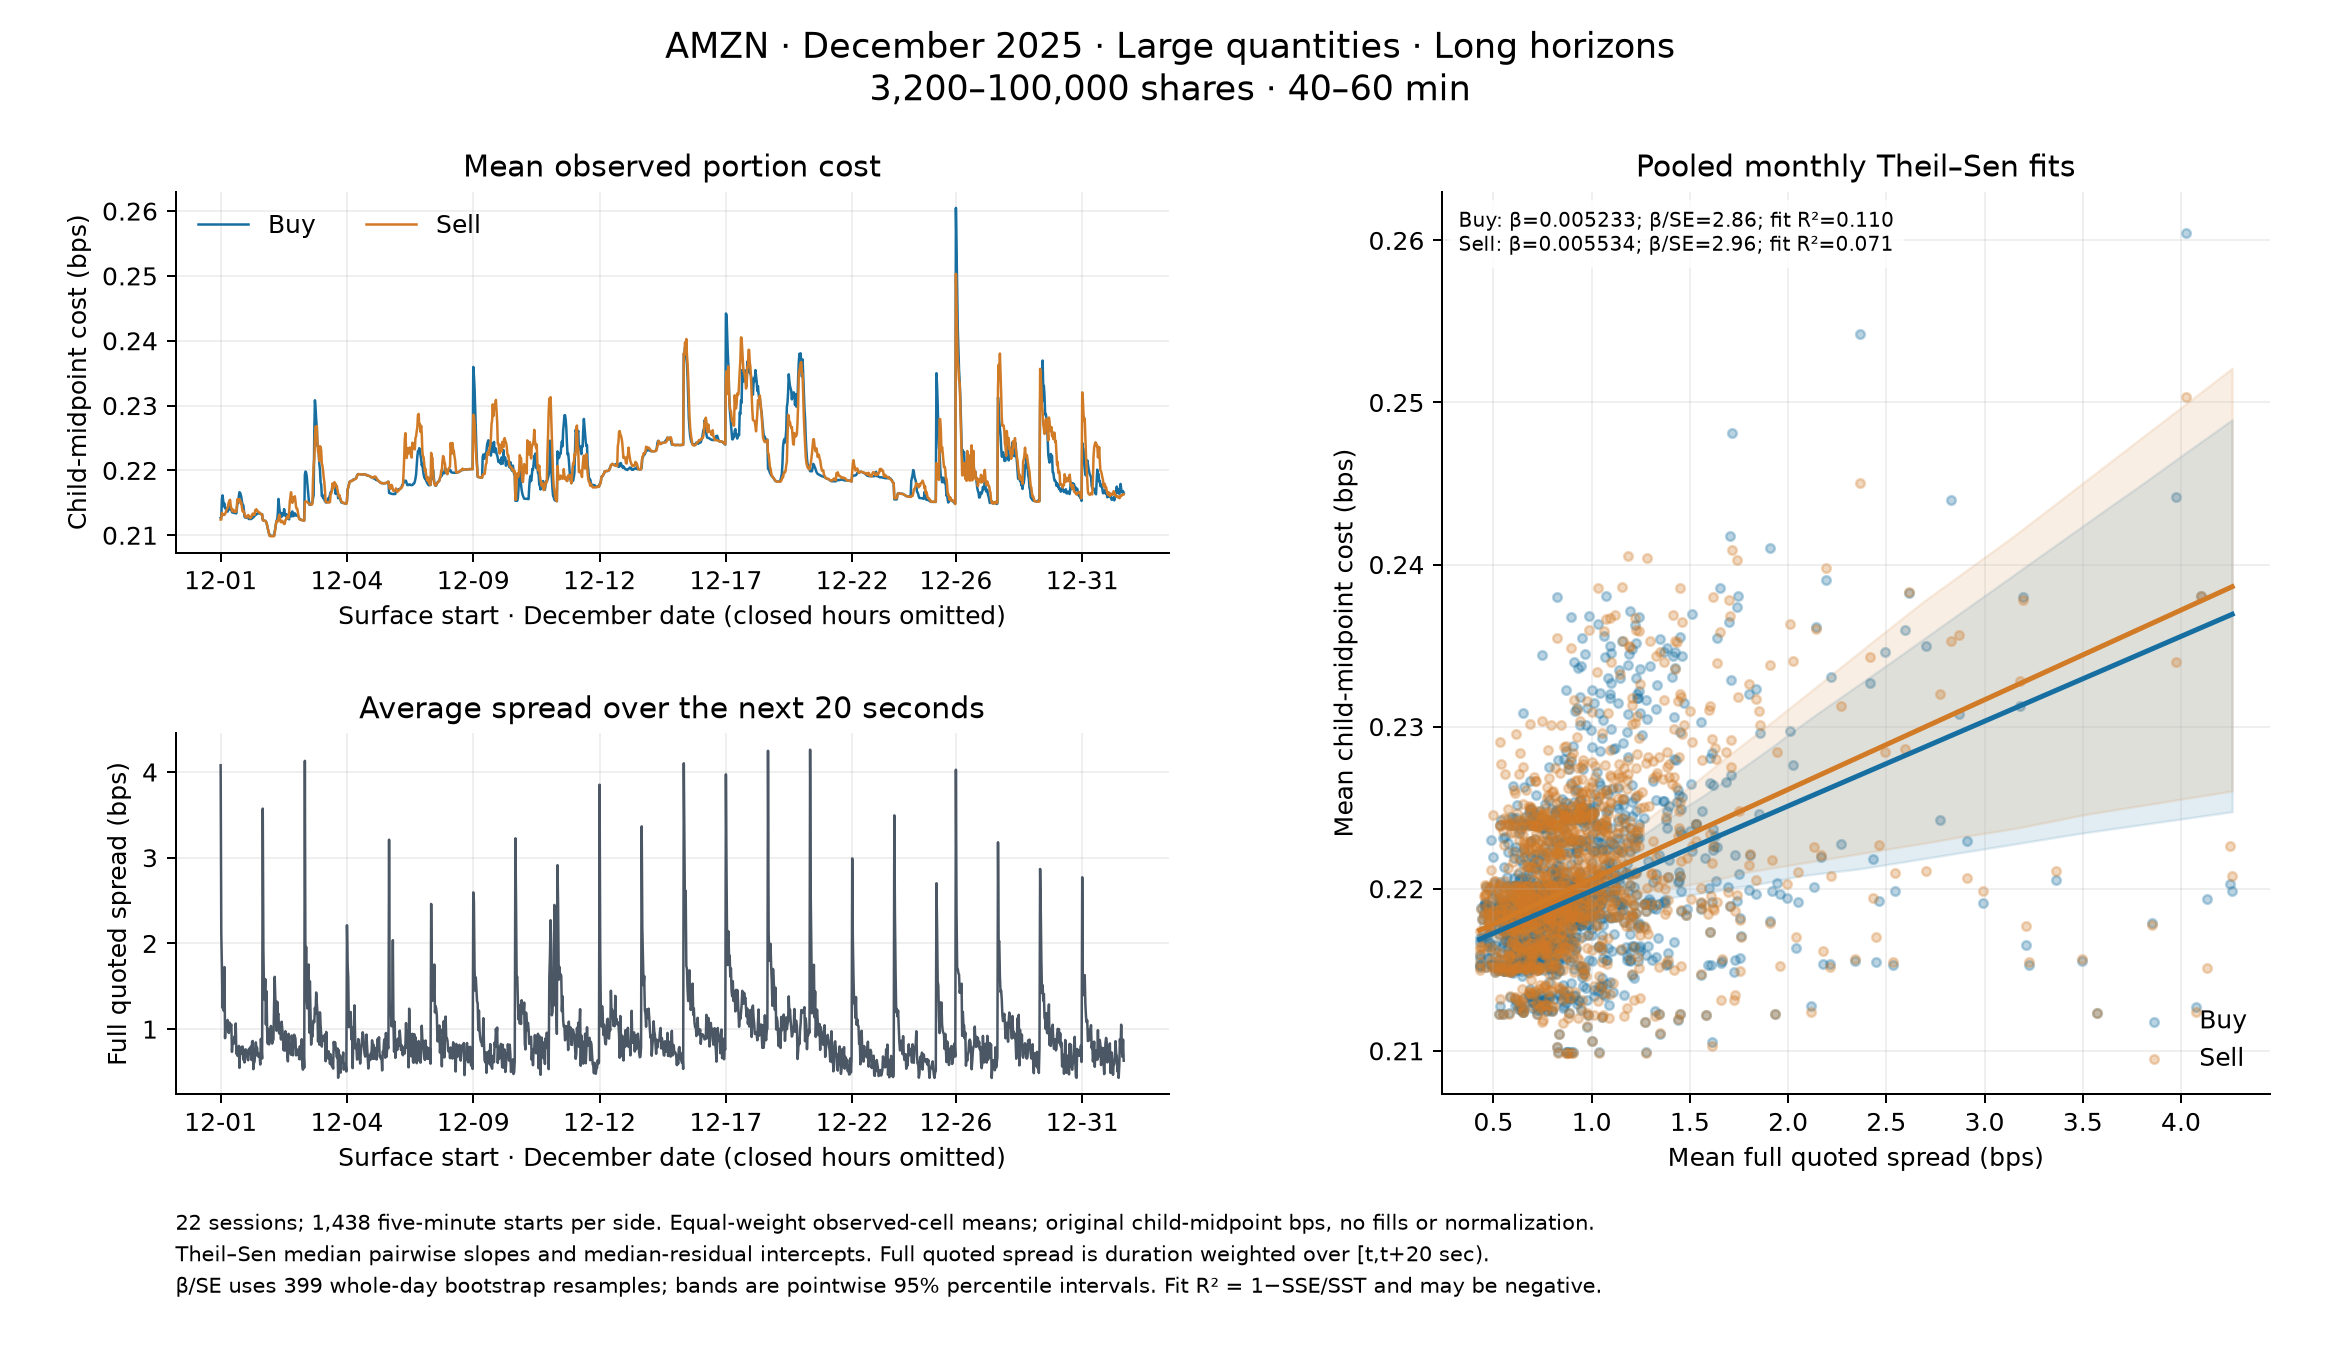 AMZN · December 2025 · Large quantities · Long horizons
3,200–100,000 shares · 40–60 min
Mean observed portion cost
Child-midpoint cost (bps)
0.26
0.25
0.24
0.23
0.22
0.21
Buy
Sell
12-01
12-04
12-09
12-12
12-17
12-22
12-26
12-31
Surface start · December date (closed hours omitted)
Average spread over the next 20 seconds
Full quoted spread (bps)
4
3
2
1
12-01
12-04
12-09
12-12
12-17
12-22
12-26
12-31
Surface start · December date (closed hours omitted)
Pooled monthly Theil–Sen fits
Buy: β=0.005233; β/SE=2.86; fit R²=0.110
Sell: β=0.005534; β/SE=2.96; fit R²=0.071
Mean child-midpoint cost (bps)
0.26
0.25
0.24
0.23
0.22
0.21
Buy
Sell
0.5
1.0
1.5
2.0
2.5
3.0
3.5
4.0
Mean full quoted spread (bps)
22 sessions; 1,438 five-minute starts per side. Equal-weight observed-cell means; original child-midpoint bps, no fills or normalization.
Theil–Sen median pairwise slopes and median-residual intercepts. Full quoted spread is duration weighted over [t,t+20 sec).
β/SE uses 399 whole-day bootstrap resamples; bands are pointwise 95% percentile intervals. Fit R² = 1−SSE/SST and may be negative.